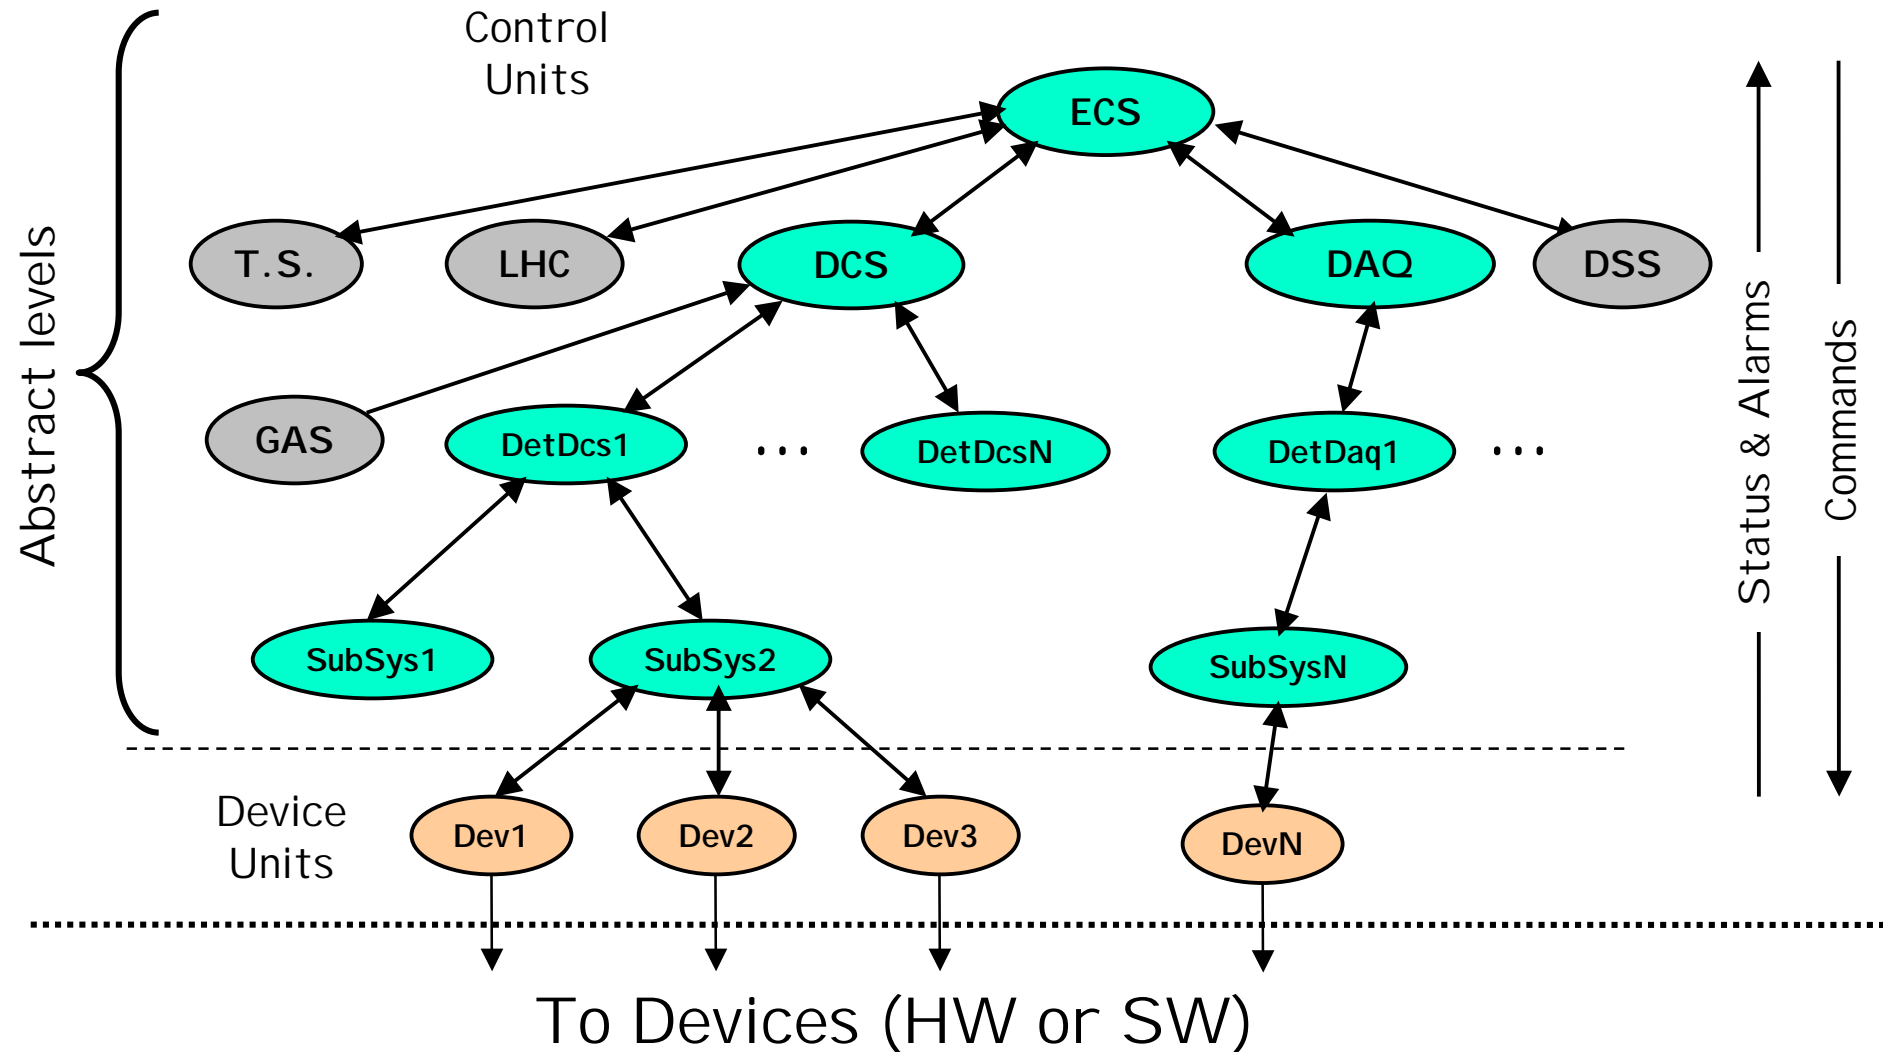 Control
Units
ECS
T.S.
LHC
DCS
DAQ
DSS
Abstract levels
Status & Alarms
Commands
GAS
DetDcs1
...
DetDcsN
DetDaq1
...
SubSys1
SubSys2
SubSysN
Device
Units
Dev1
Dev2
Dev3
DevN
To Devices (HW or SW)